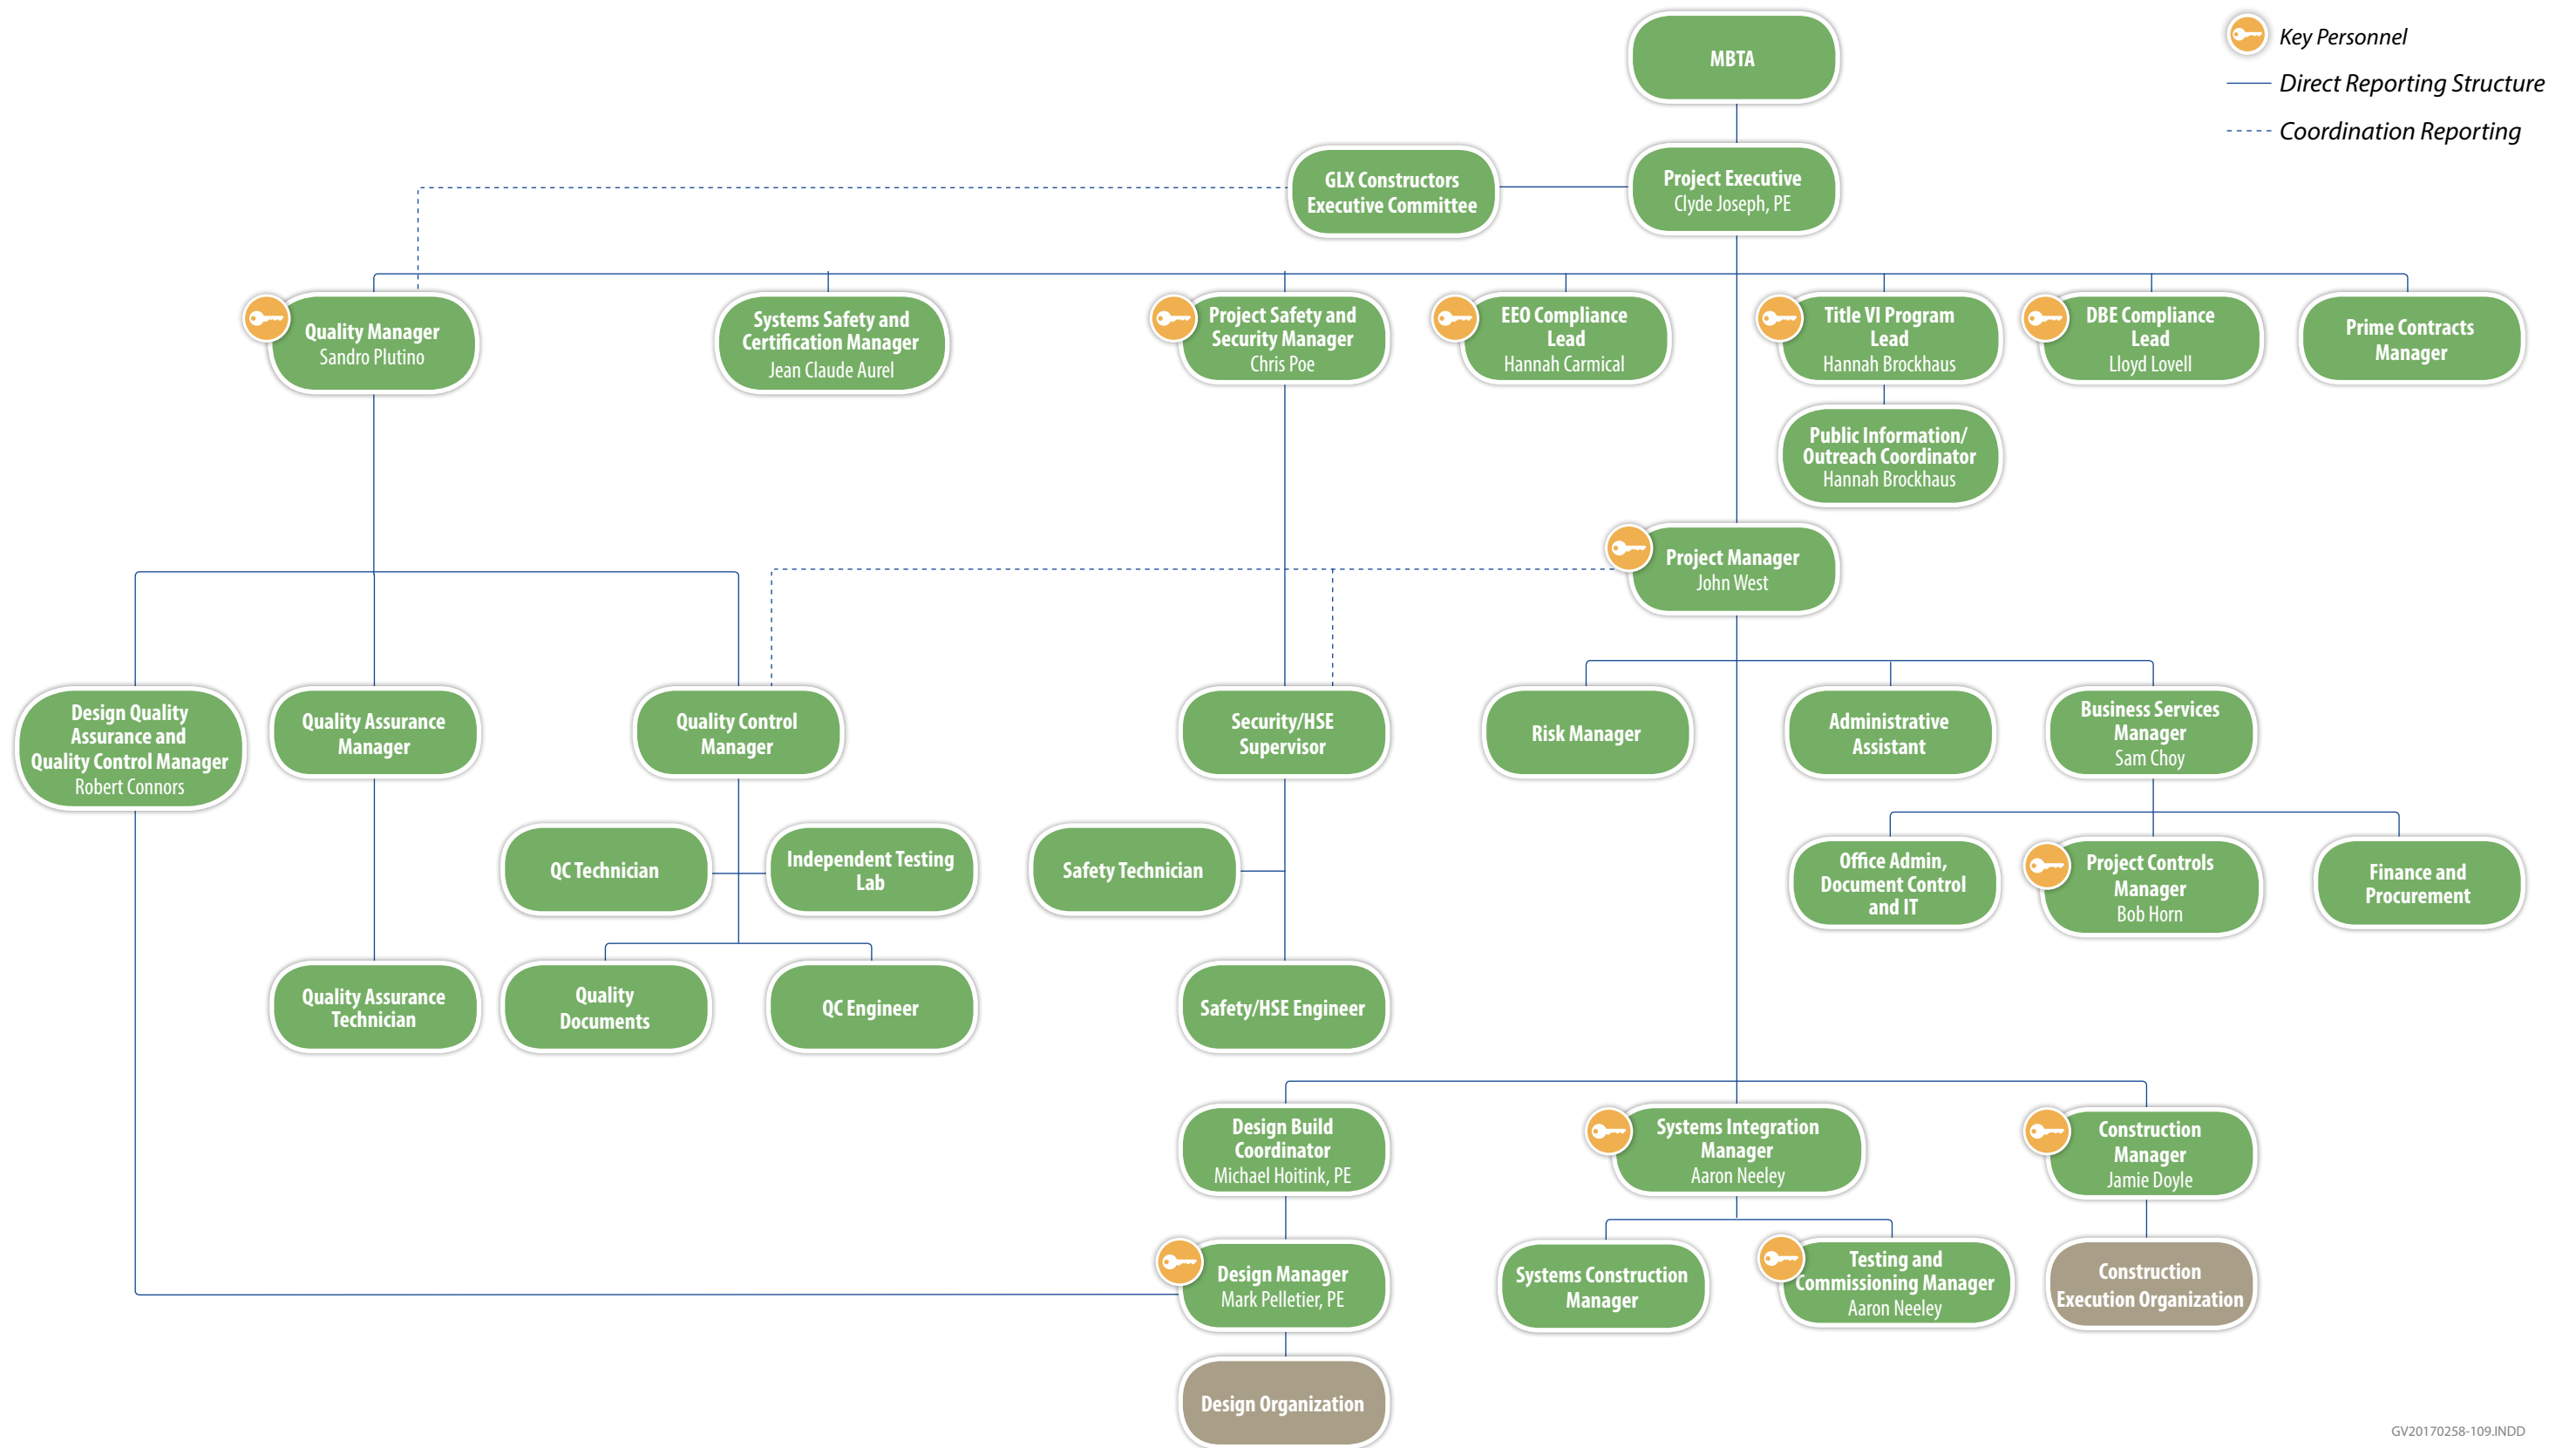 MBTA
Key Personnel
Direct Reporting Structure
Coordination Reporting
GLX Constructors
Executive Committee
Project Executive
Clyde Joseph, PE
Quality Manager
Sandro Plutino
Systems Safety and
Certification Manager
Jean Claude Aurel
Project Safety and
Security Manager
Chris Poe
EEO Compliance
Lead
Hannah Carmical
Title VI Program
Lead
Hannah Brockhaus
DBE Compliance
Lead
Lloyd Lovell
Prime Contracts
Manager
Public Information/
Outreach Coordinator
Hannah Brockhaus
Project Manager
John West
Design Quality
Assurance and
Quality Control Manager
Robert Connors
Quality Assurance
Manager
Quality Control
Manager
Security/HSE
Supervisor
Risk Manager
Administrative
Assistant
Business Services
Manager
Sam Choy
QC Technician
Independent Testing
Lab
Safety Technician
Office Admin,
Document Control
and IT
Project Controls
Manager
Bob Horn
Finance and
Procurement
Quality Assurance
Technician
Quality
Documents
QC Engineer
Safety/HSE Engineer
Design Build
Coordinator
Michael Hoitink, PE
Systems Integration
Manager
Aaron Neeley
Construction
Manager
Jamie Doyle
Design Manager
Mark Pelletier, PE
Systems Construction
Manager
Testing and
Commissioning Manager
Aaron Neeley
Construction
Execution Organization
Design Organization
GV20170258-109.INDD